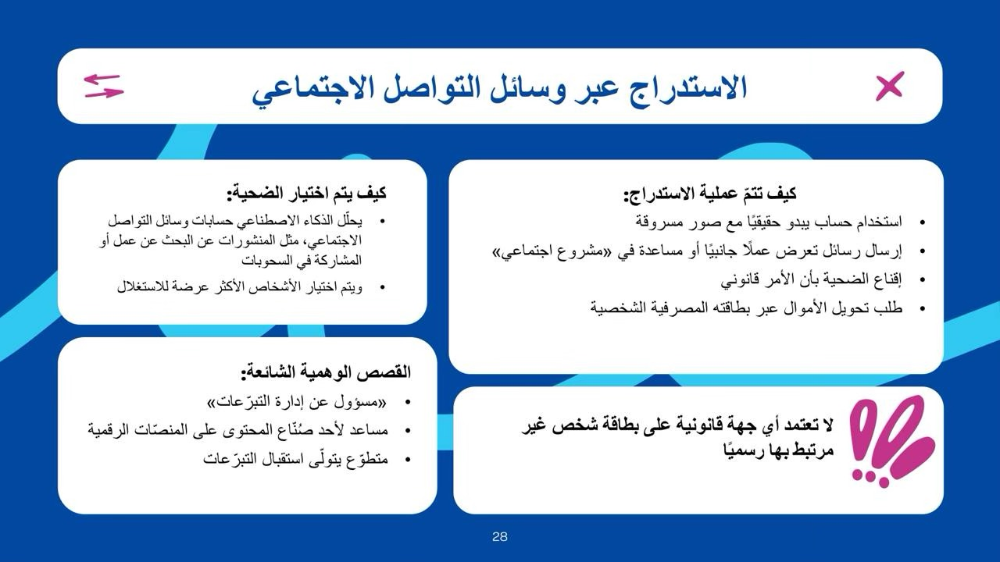 الاستدراج عبر وسائل التواصل الاجتماعي
كيف تتمّ عملية الاستدراج:
• استخدام حساب يبدو حقيقيًا مع صور مسروقة
• إرسال رسائل تعرض عملًا جانبيًا أو مساعدة في «مشروع اجتماعي»
• إقناع الضحية بأن الأمر قانوني
• طلب تحويل الأموال عبر بطاقته المصرفية الشخصية
كيف يتم اختيار الضحية:
• يحلّل الذكاء الاصطناعي حسابات وسائل التواصل
الاجتماعي، مثل المنشورات عن البحث عن عمل أو
المشاركة في السحوبات
• ويتم اختيار الأشخاص الأكثر عرضة للاستغلال
القصص الوهمية الشائعة:
• «مسؤول عن إدارة التبرّعات»
• مساعد لأحد صُنّاع المحتوى على المنصّات الرقمية
• متطوّع يتولّى استقبال التبرّعات
لا تعتمد أي جهة قانونية على بطاقة شخص غير
مرتبط بها رسميًا
28